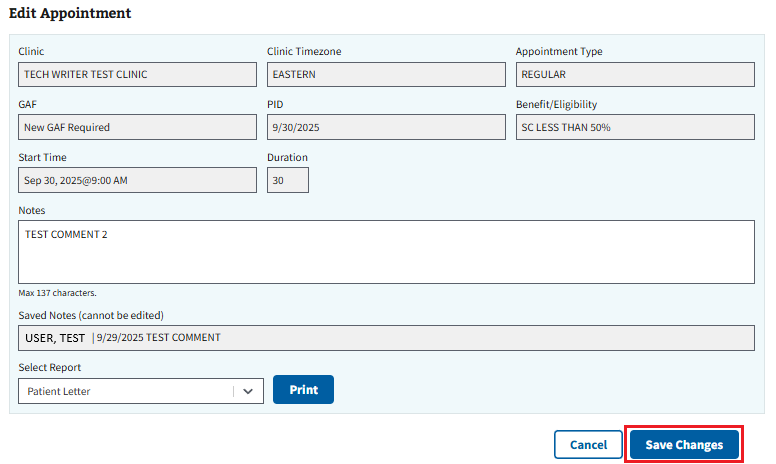 Edit Appointment
Clinic Clinic Timezone Appointment Type
TECH WRITER TEST CLINIC EASTERN REGULAR
GAF PID Benefit/Eligibility
New GAF Required 9/30/2025 SC LESS THAN 50%
Start Time Duration
Sep 30, 2025@9:00 AM 30
Notes
TEST COMMENT 2
Max 137 characters.
Saved Notes (cannot be edited)
USER, TEST | 9/29/2025 TEST COMMENT
Select Report
Patient Letter Print
Cancel Save Changes